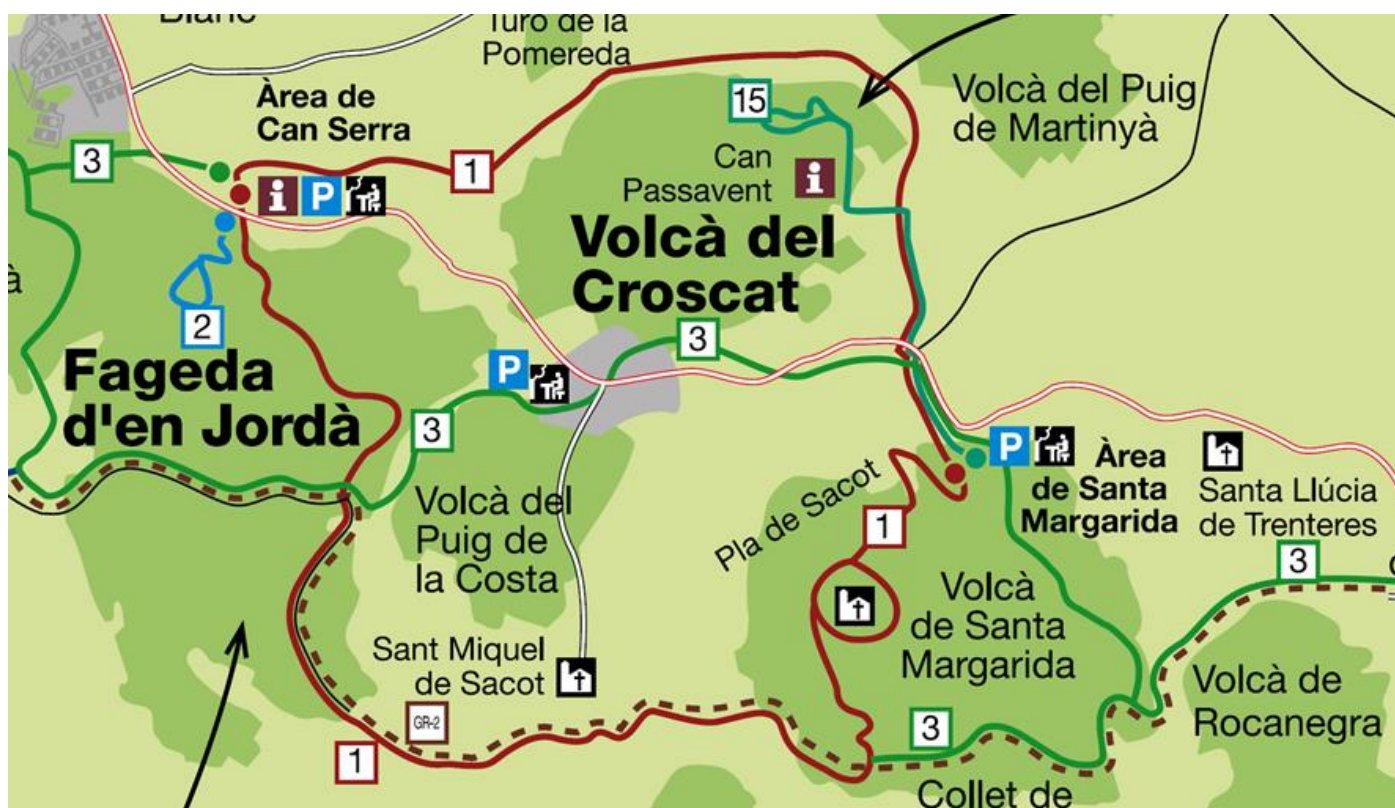 Turó de la
Pomereda
Àrea de
Can Serra
3
1
i
P
2
Fageda
d'en Jordà
15
Can
Passavent
i
Volcà del
Croscat
Volcà del Puig
de Martinyà
3
P
3
Volcà del
Puig de
la Costa
Sant Miquel
de Sacot
GR-2
1
Pla de Sacot
1
P
Àrea
de Santa
Margarida
Santa Llúcia
de Trenteres
3
Volcà
de Santa
Margarida
3
Volcà de
Rocanegra
Collet de